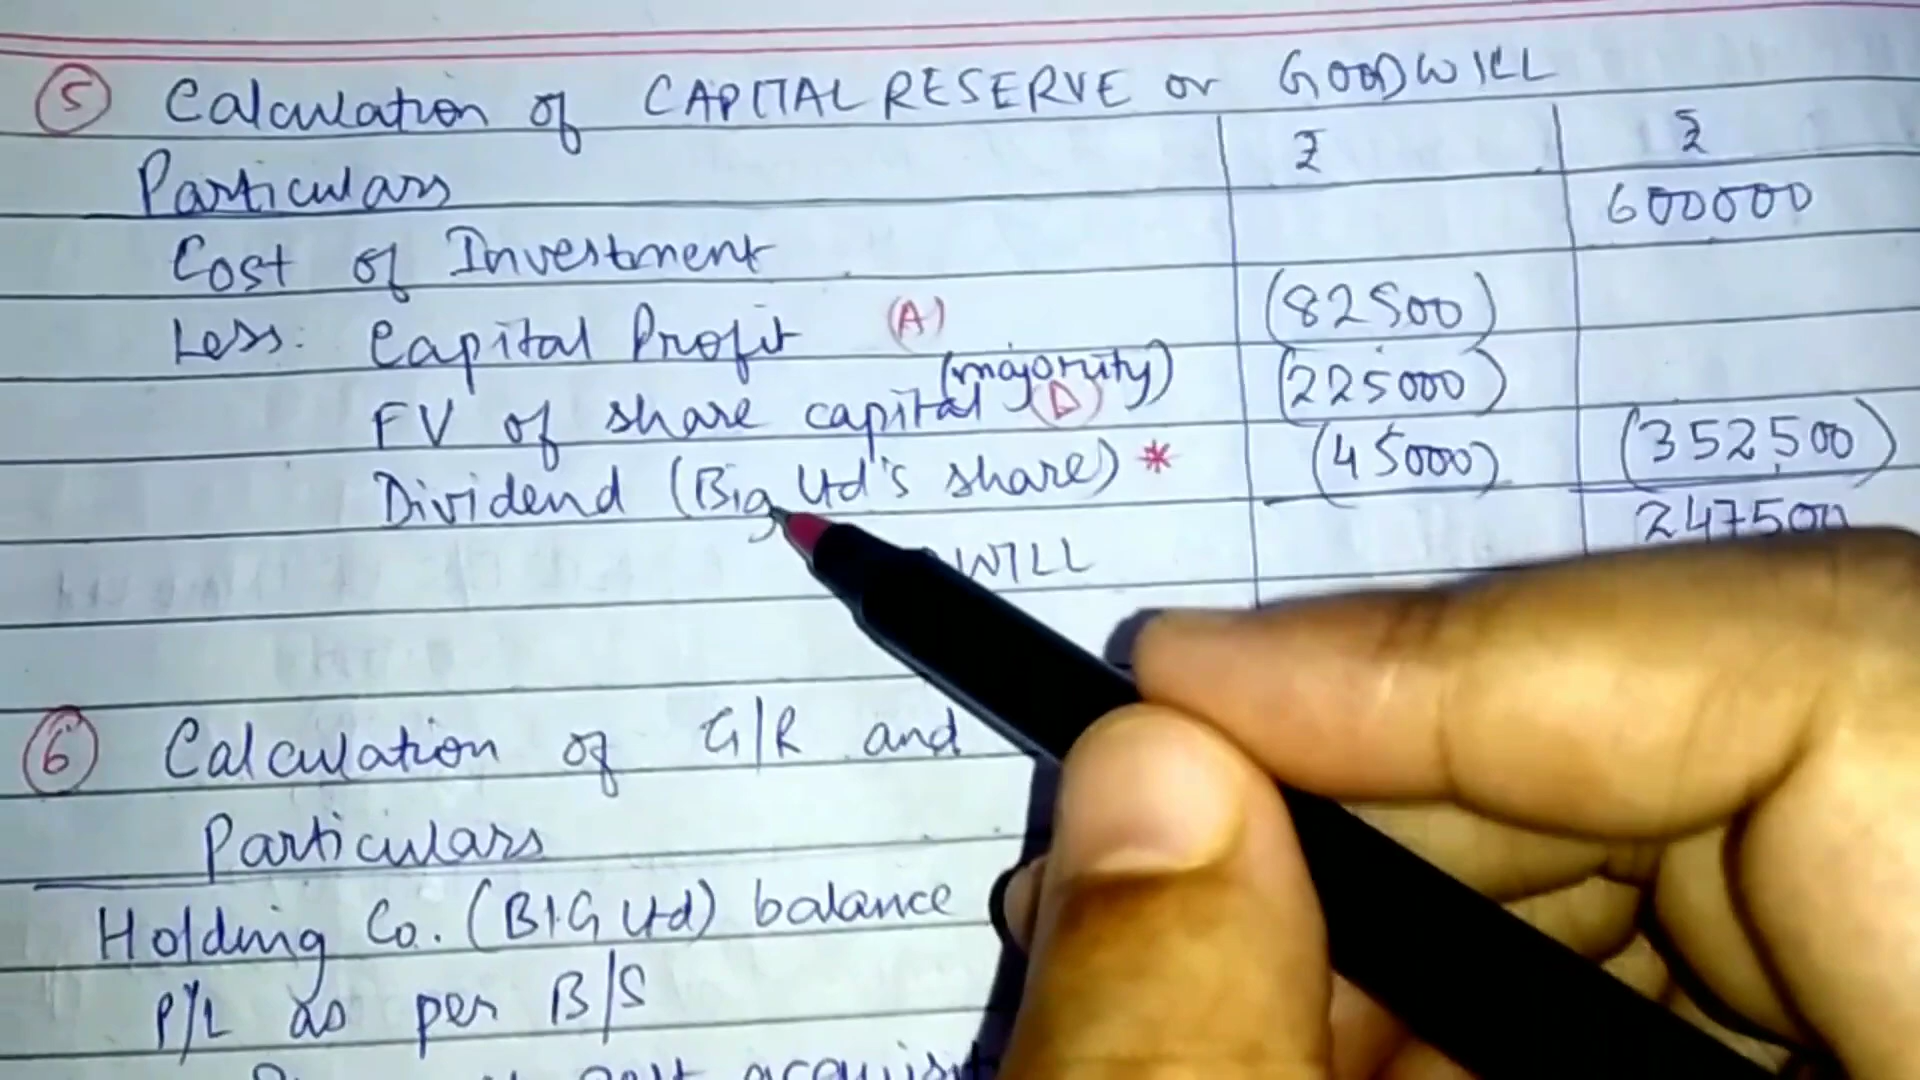 5 Calculation of CAPITAL RESERVE or GOODWILL
Particulars ₹ ₹
Cost of Investment 600000
Less: Capital Profit (A) (82500)
FV of share capital (majority) (D) (225000)
Dividend (Big Ltd's share) * (45000) (352500)
WILL 247500
6 Calculation of G/R and
Particulars
Holding Co. (BIG Ltd) balance
P/L as per B/S